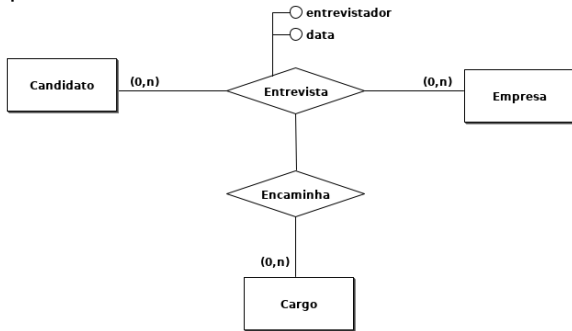 entrevistador
data
Candidato
(0,n)
Entrevista
(0,n)
Empresa
Encaminha
(0,n)
Cargo